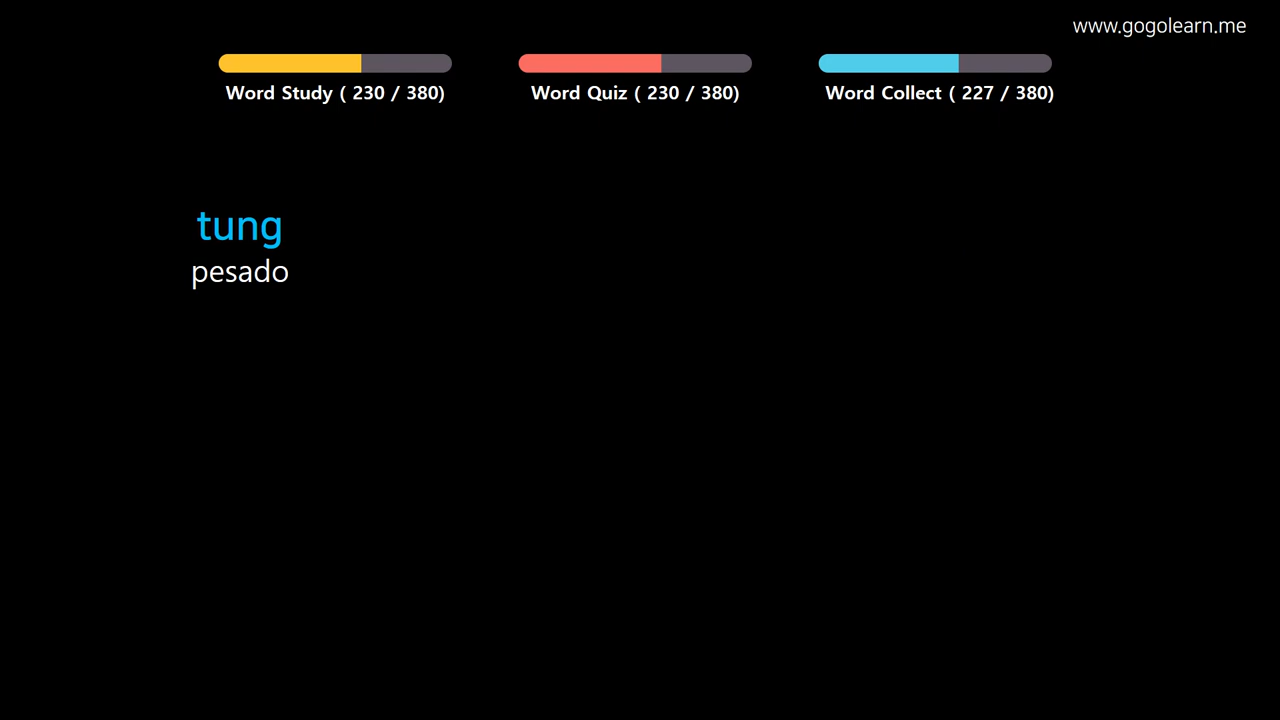 www.gogolearn.me
Word Study ( 230 / 380)
Word Quiz ( 230 / 380)
Word Collect ( 227 / 380)
tung
pesado